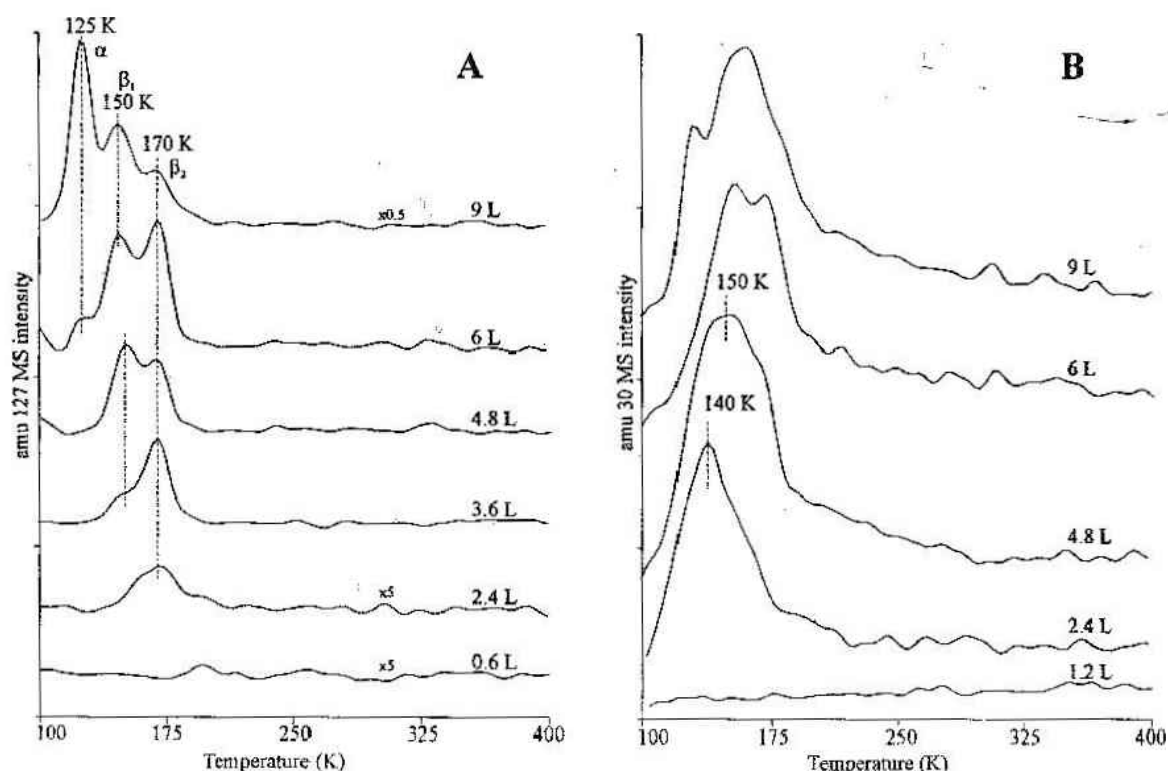 125 K
α
A
β1
150 K
170 K
β2
x0.5
9 L
6 L
4.8 L
3.6 L
x5
2.4 L
x5
0.6 L
amu 127 MS intensity
100
175
250
325
400
Temperature (K)
B
9 L
150 K
6 L
140 K
4.8 L
2.4 L
1.2 L
amu 30 MS intensity
100
175
250
325
400
Temperature (K)